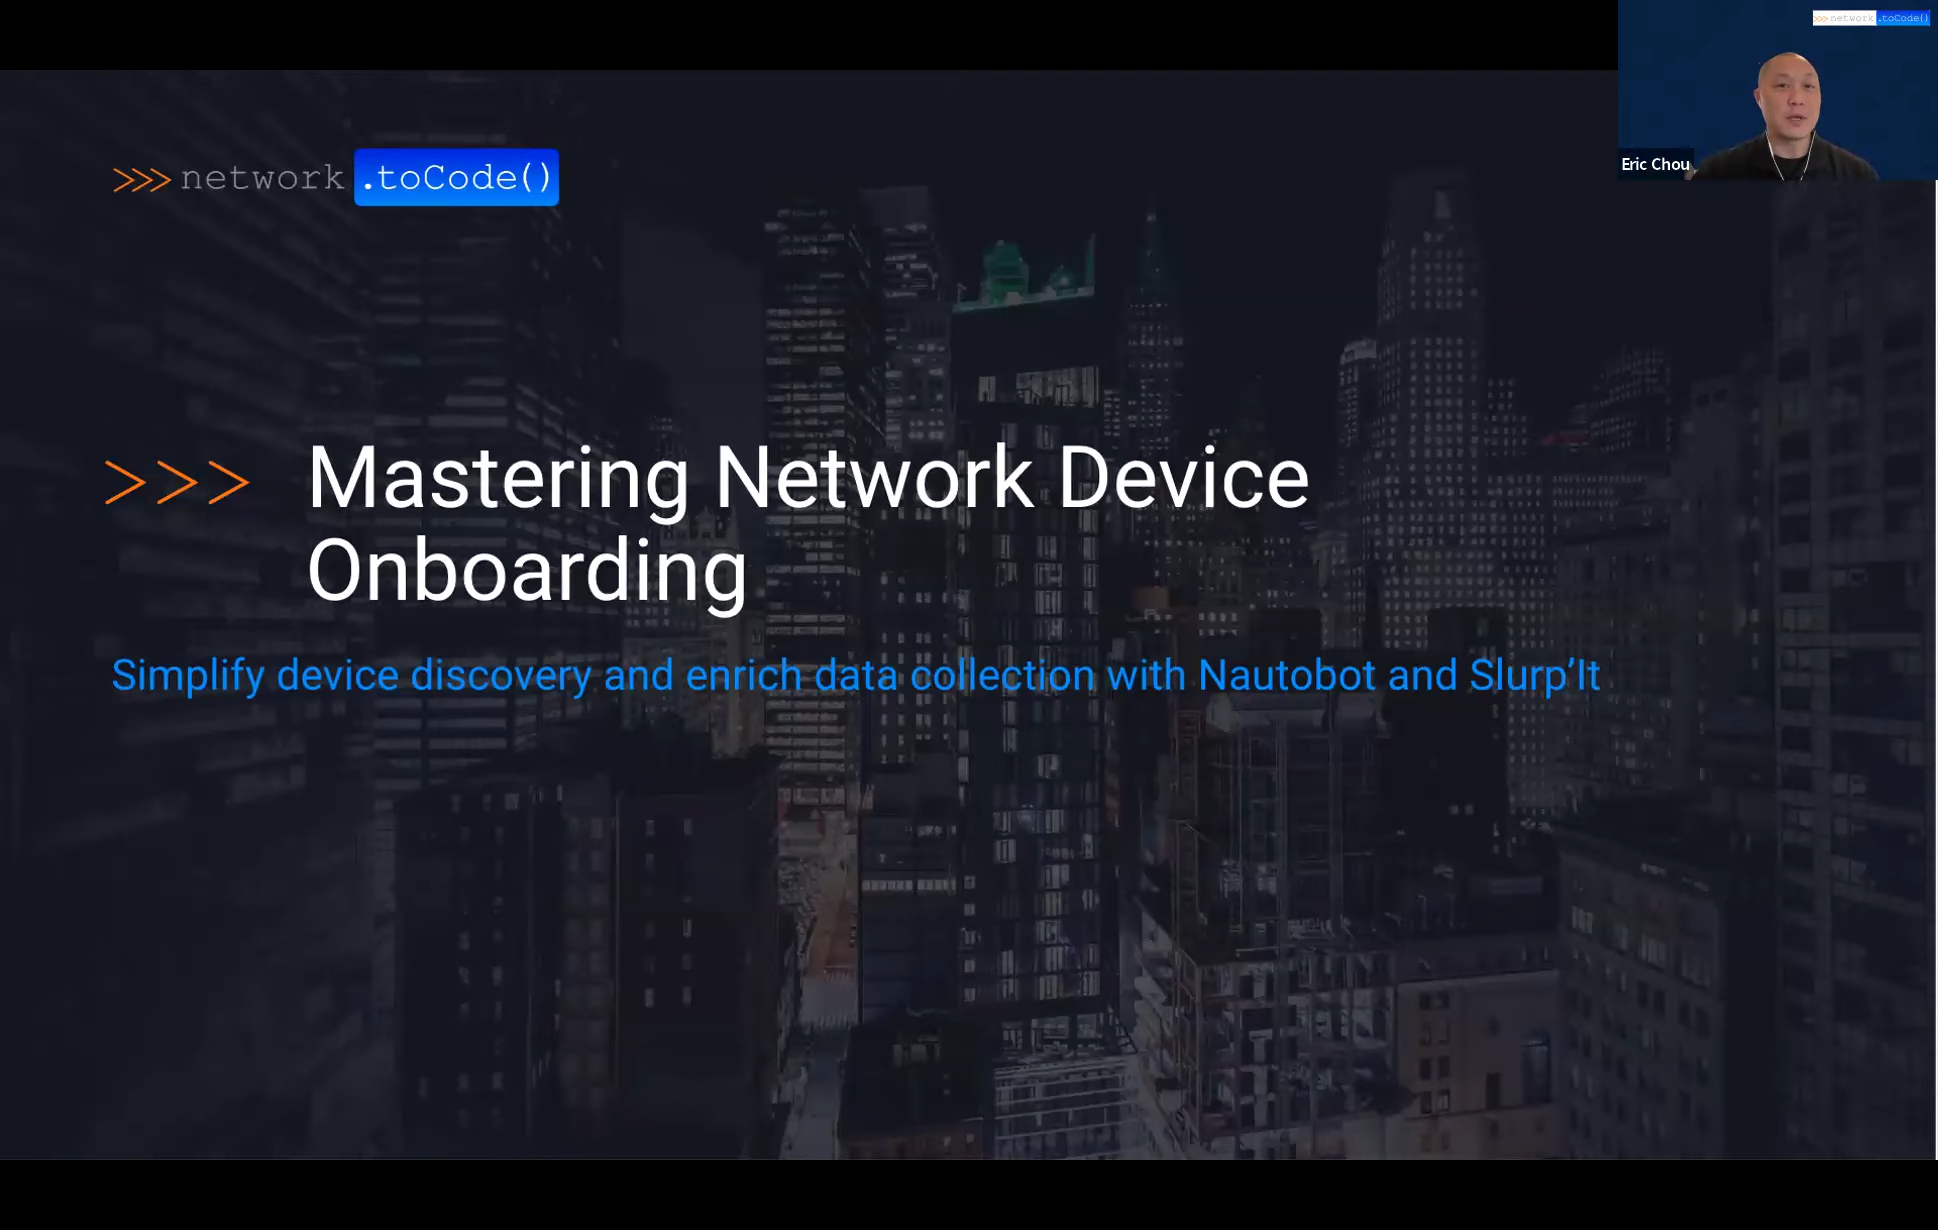 >>> network .toCode()
Eric Chou
>>> network .toCode()
>>> Mastering Network Device
Onboarding
Simplify device discovery and enrich data collection with Nautobot and Slurp’It